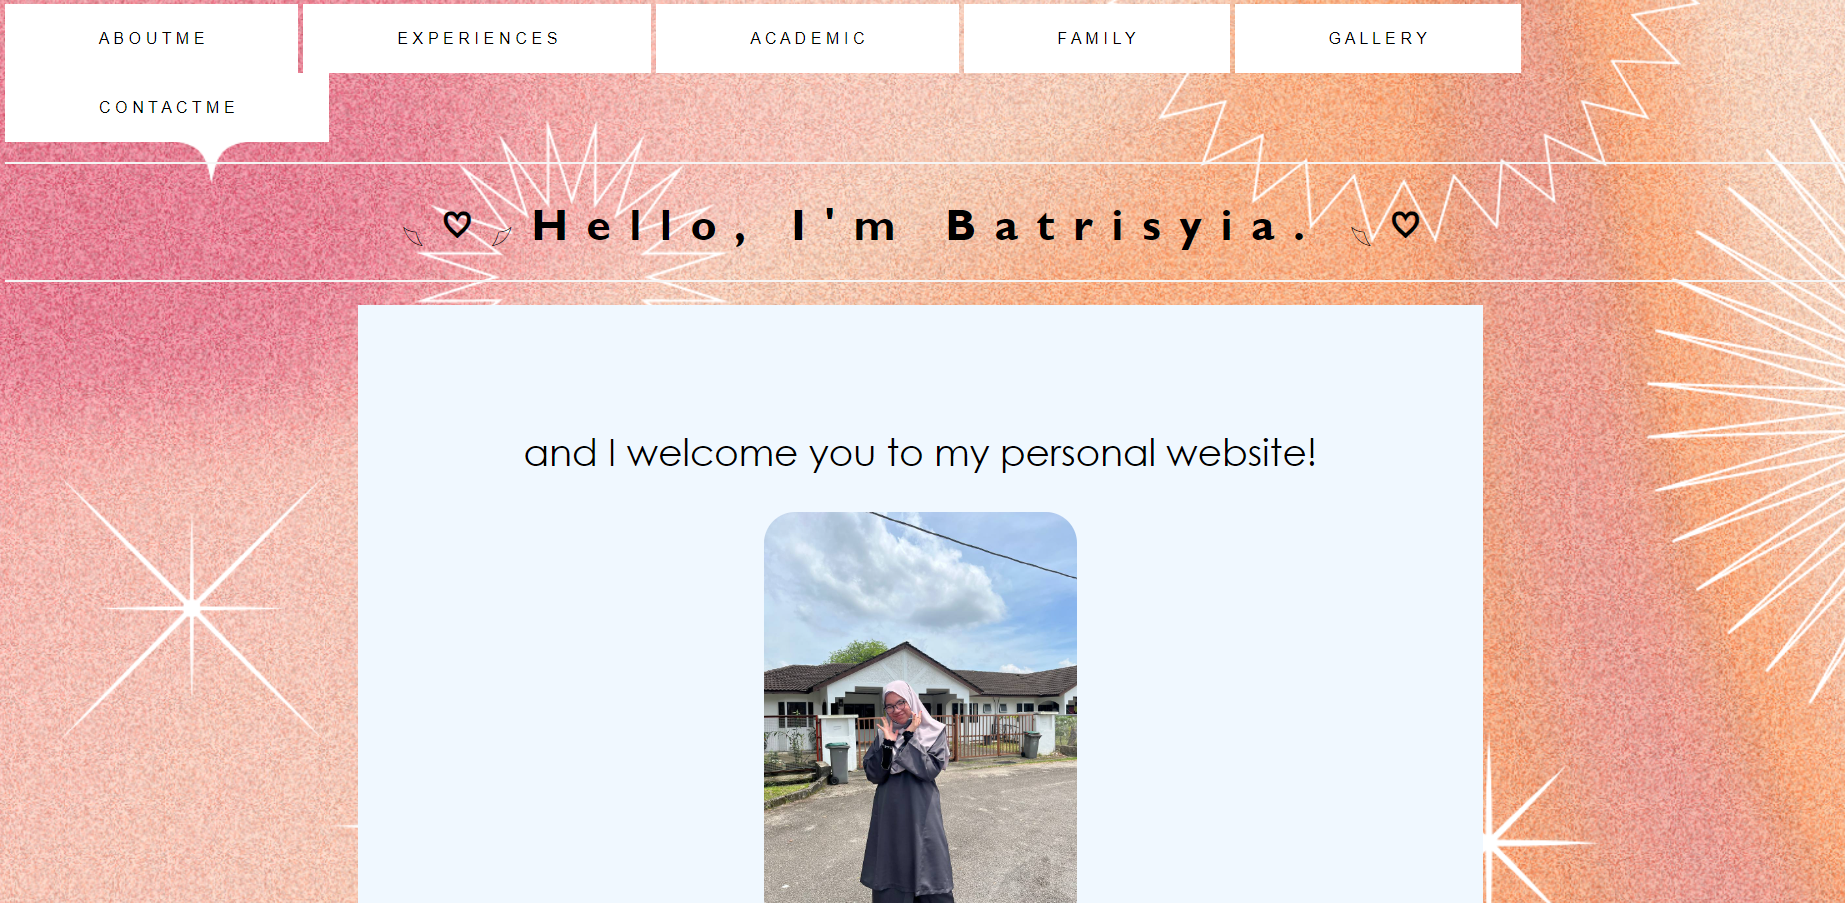 ABOUTME EXPERIENCES ACADEMIC FAMILY GALLERY
CONTACTME
♡ Hello, I'm Batrisyia. ♡
and I welcome you to my personal website!